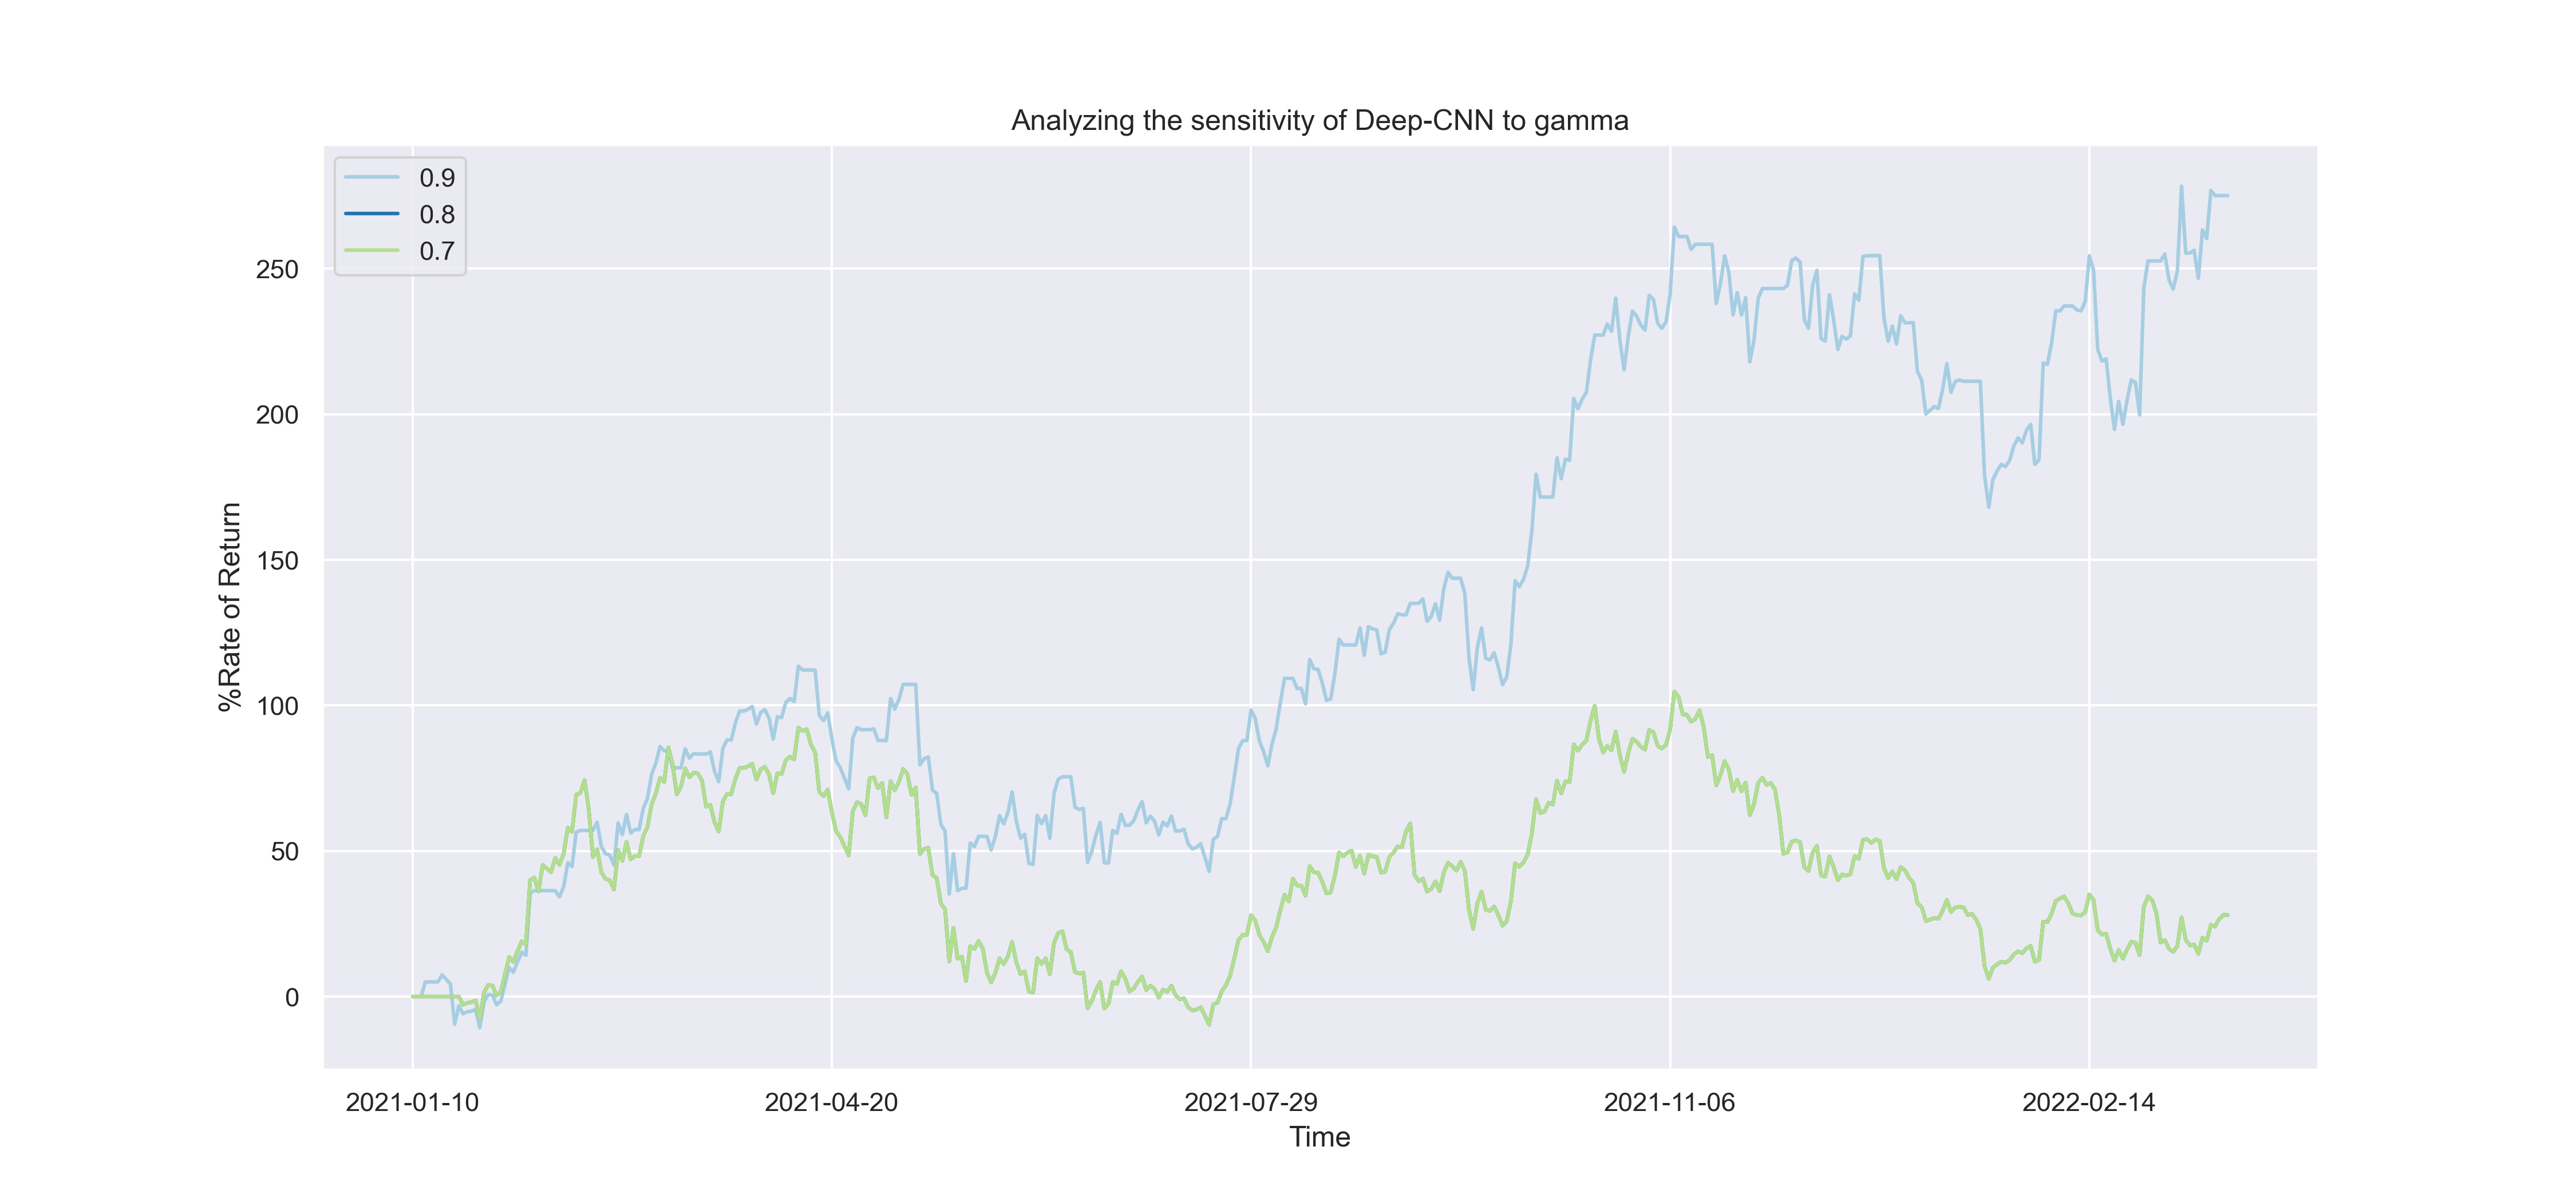 Analyzing the sensitivity of Deep-CNN to gamma
0.9
0.8
0.7
250
200
150
100
50
0
%Rate of Return
2021-01-10 2021-04-20 2021-07-29 2021-11-06 2022-02-14
Time